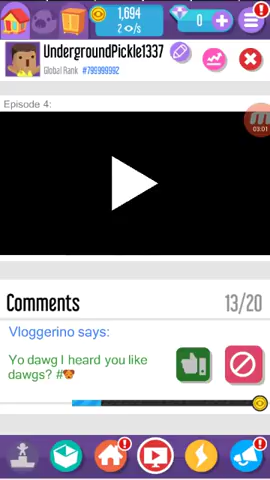 1,694
2 /s
0
UndergroundPickle1337
Global Rank #799999992
03:01
Episode 4:
Comments 13/20
Vloggerino says:
Yo dawg I heard you like
dawgs? #🐶